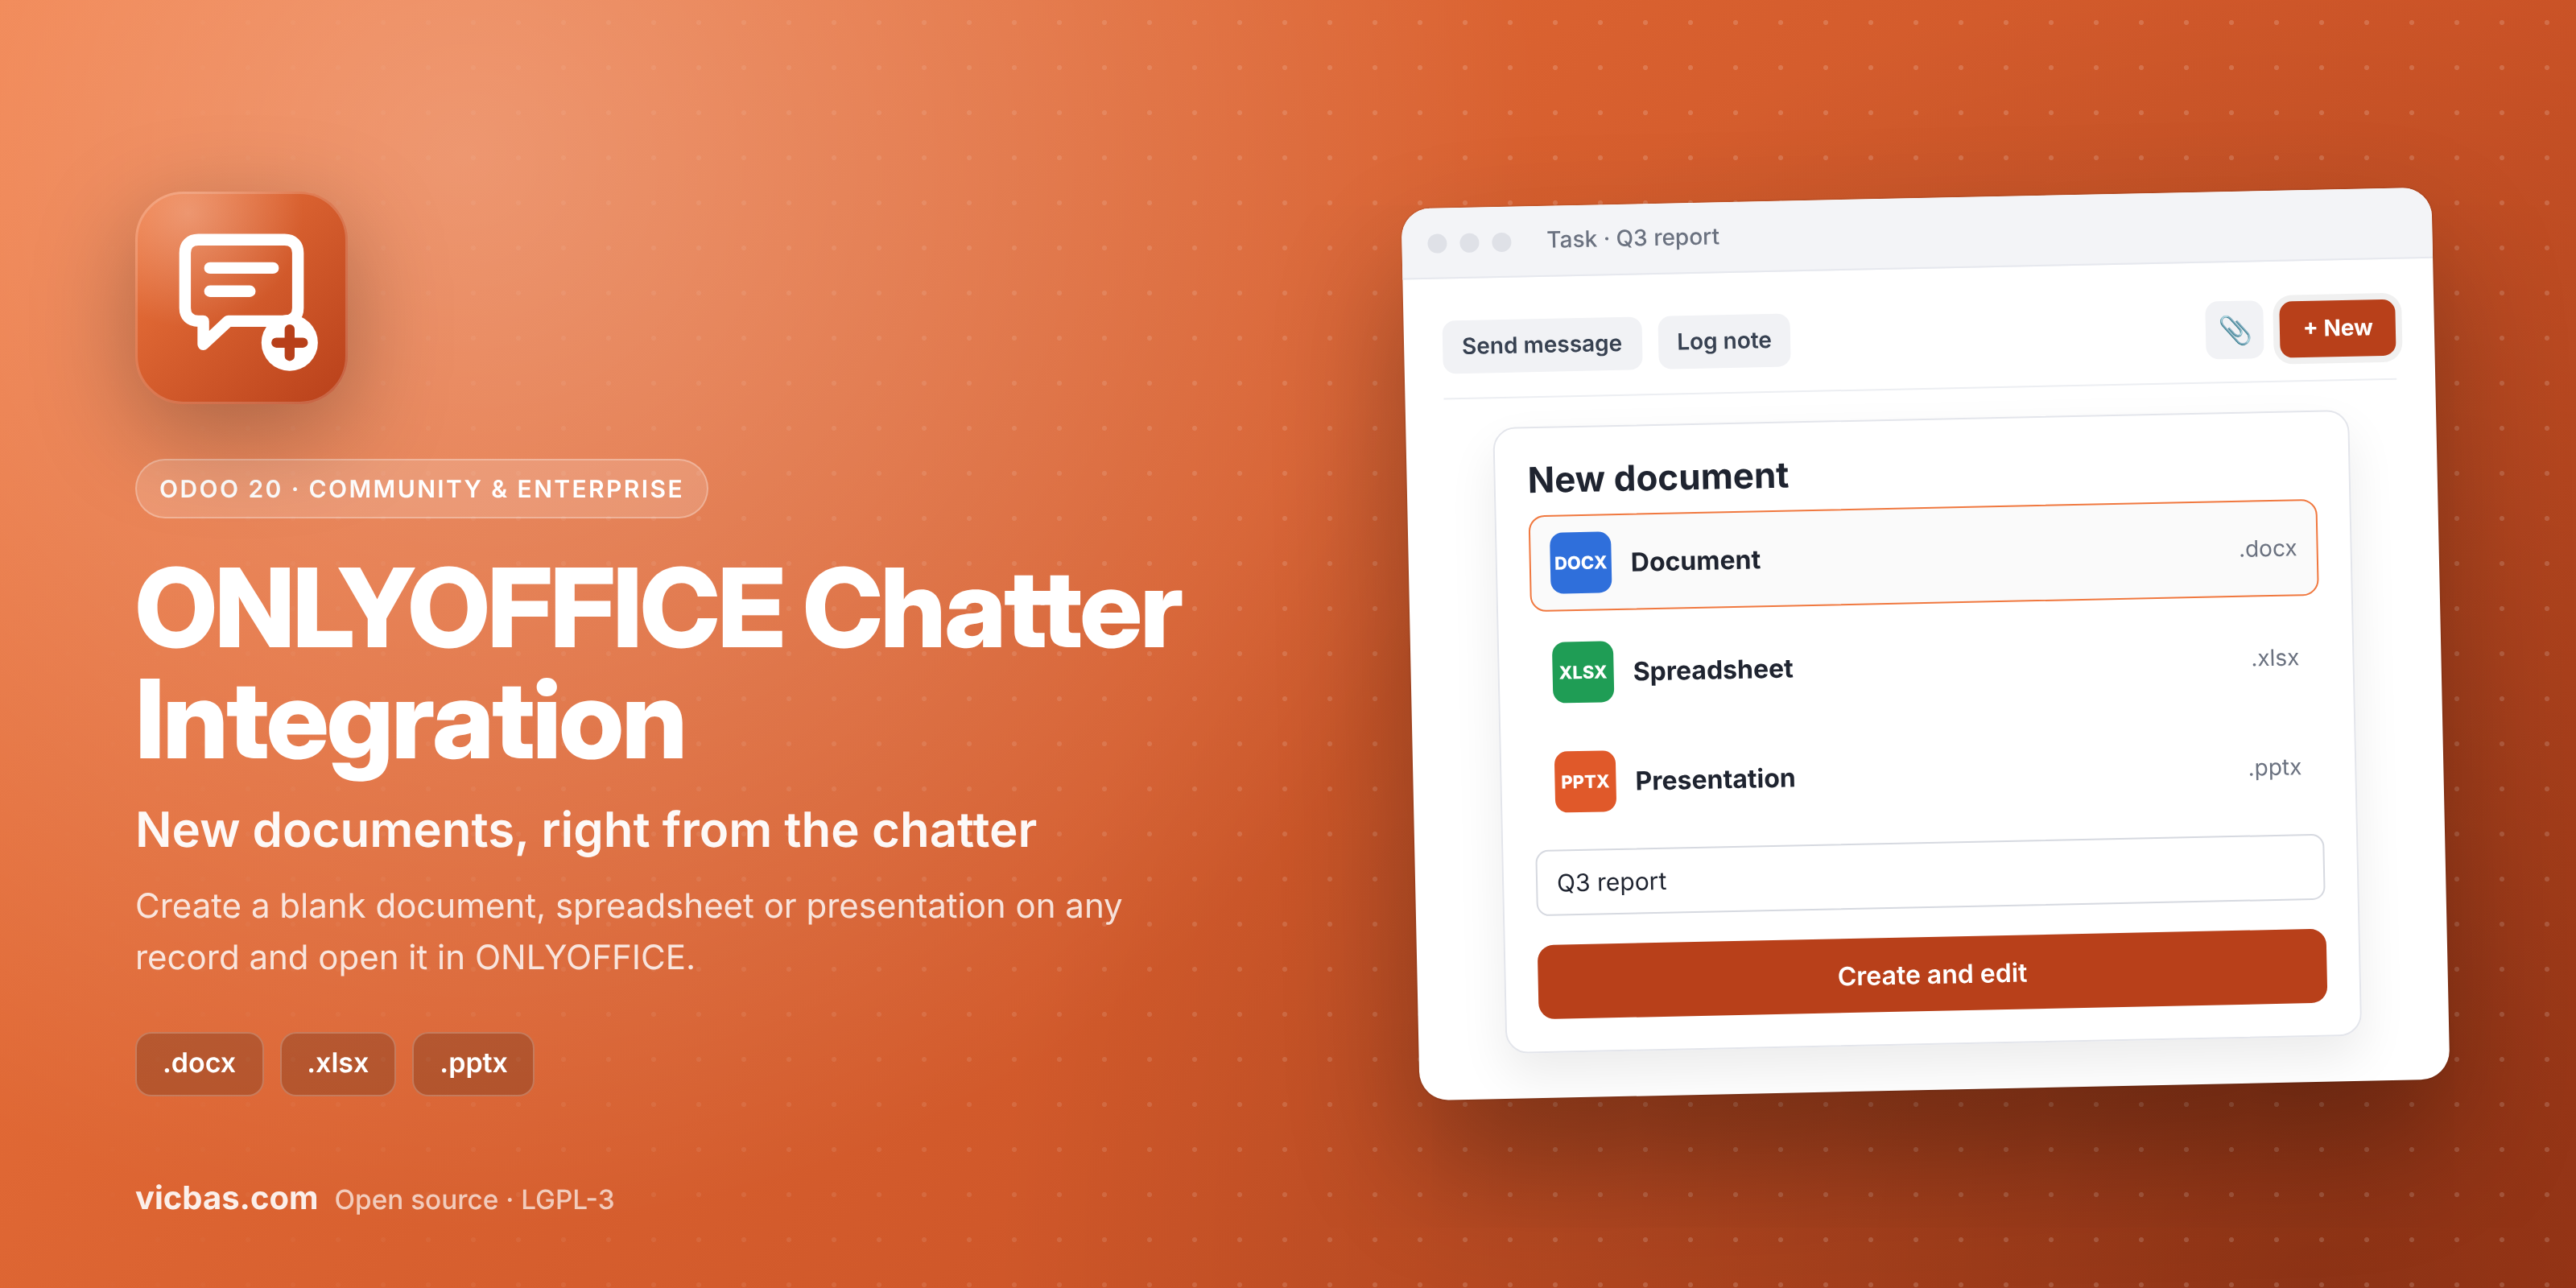 ODOO 20 · COMMUNITY & ENTERPRISE
ONLYOFFICE Chatter
Integration
New documents, right from the chatter
Create a blank document, spreadsheet or presentation on any
record and open it in ONLYOFFICE.
.docx .xlsx .pptx
vicbas.com Open source · LGPL-3
Task · Q3 report
Send message Log note + New
New document
DOCX Document .docx
XLSX Spreadsheet .xlsx
PPTX Presentation .pptx
Q3 report
Create and edit